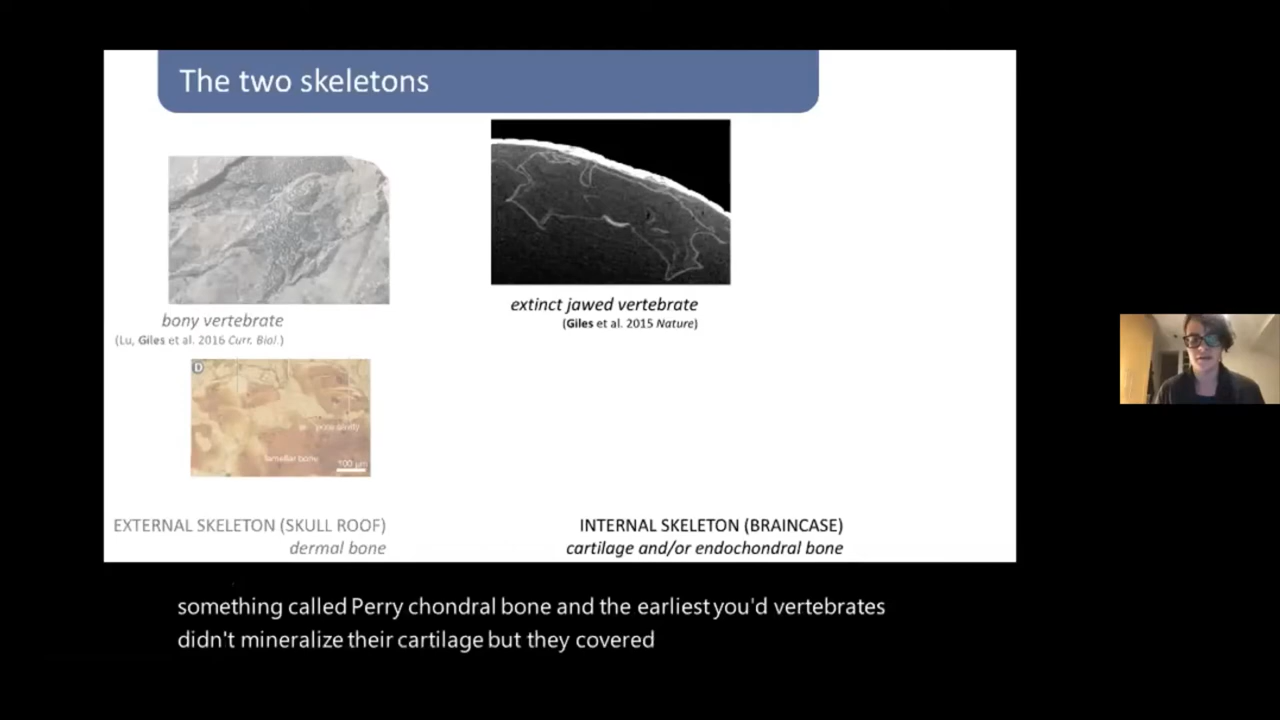 The two skeletons
bony vertebrate
(Lu, Giles et al. 2016 Curr. Biol.)
D
pore cavity
lamellar bone
100 µm
EXTERNAL SKELETON (SKULL ROOF)
dermal bone
extinct jawed vertebrate
(Giles et al. 2015 Nature)
INTERNAL SKELETON (BRAINCASE)
cartilage and/or endochondral bone
something called Perry chondral bone and the earliest you'd vertebrates
didn't mineralize their cartilage but they covered